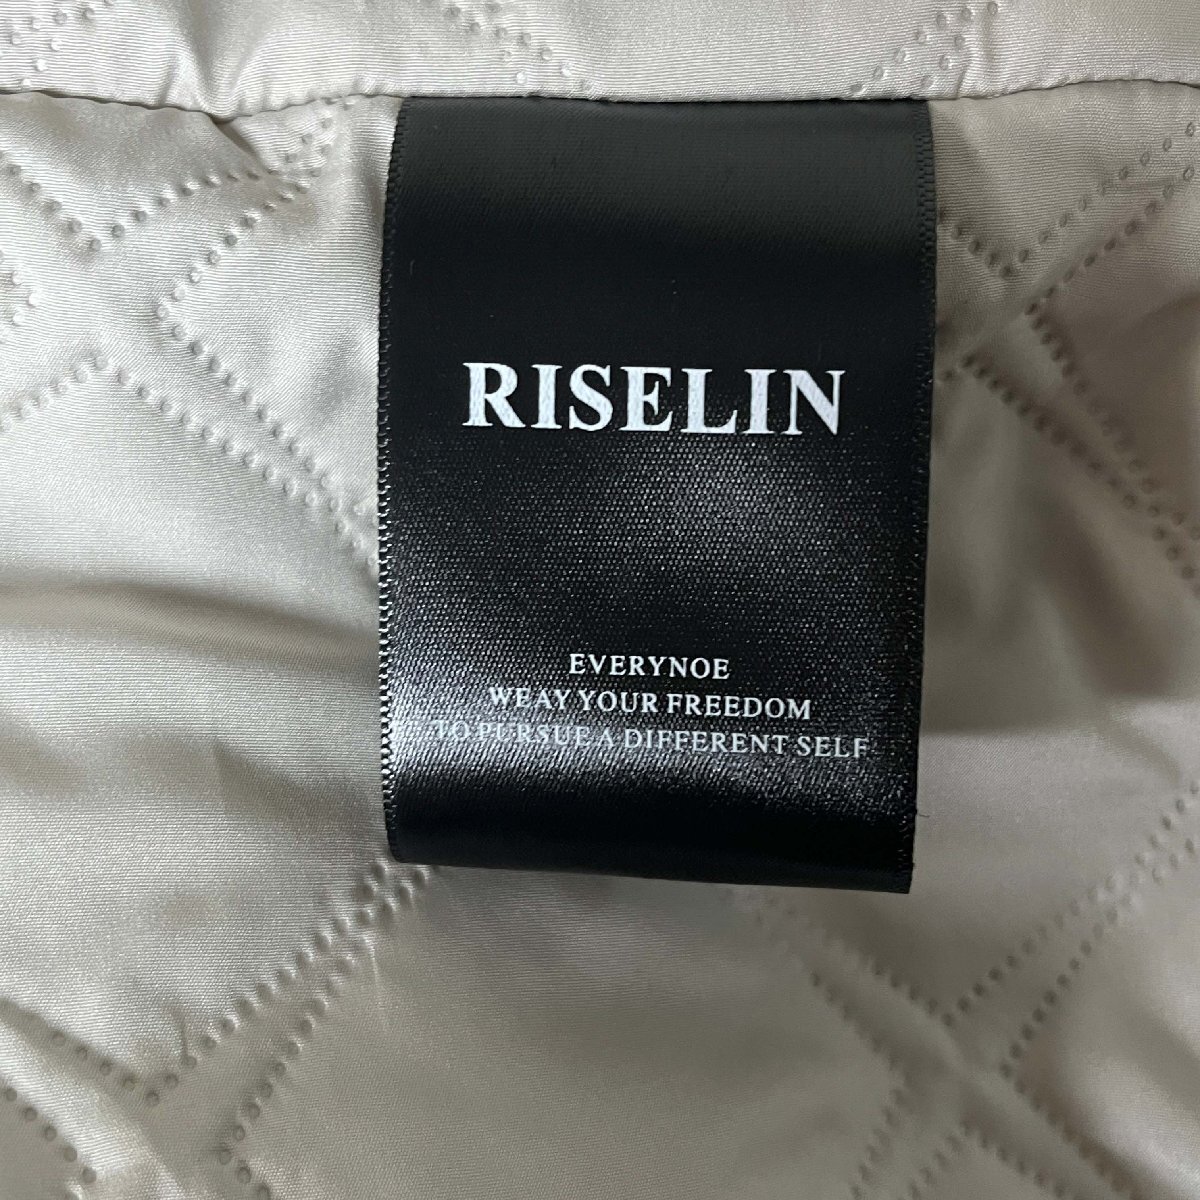 RISELIN
EVERYNOE
WEAY YOUR FREEDOM
TO PURSUE A DIFFERENT SELF